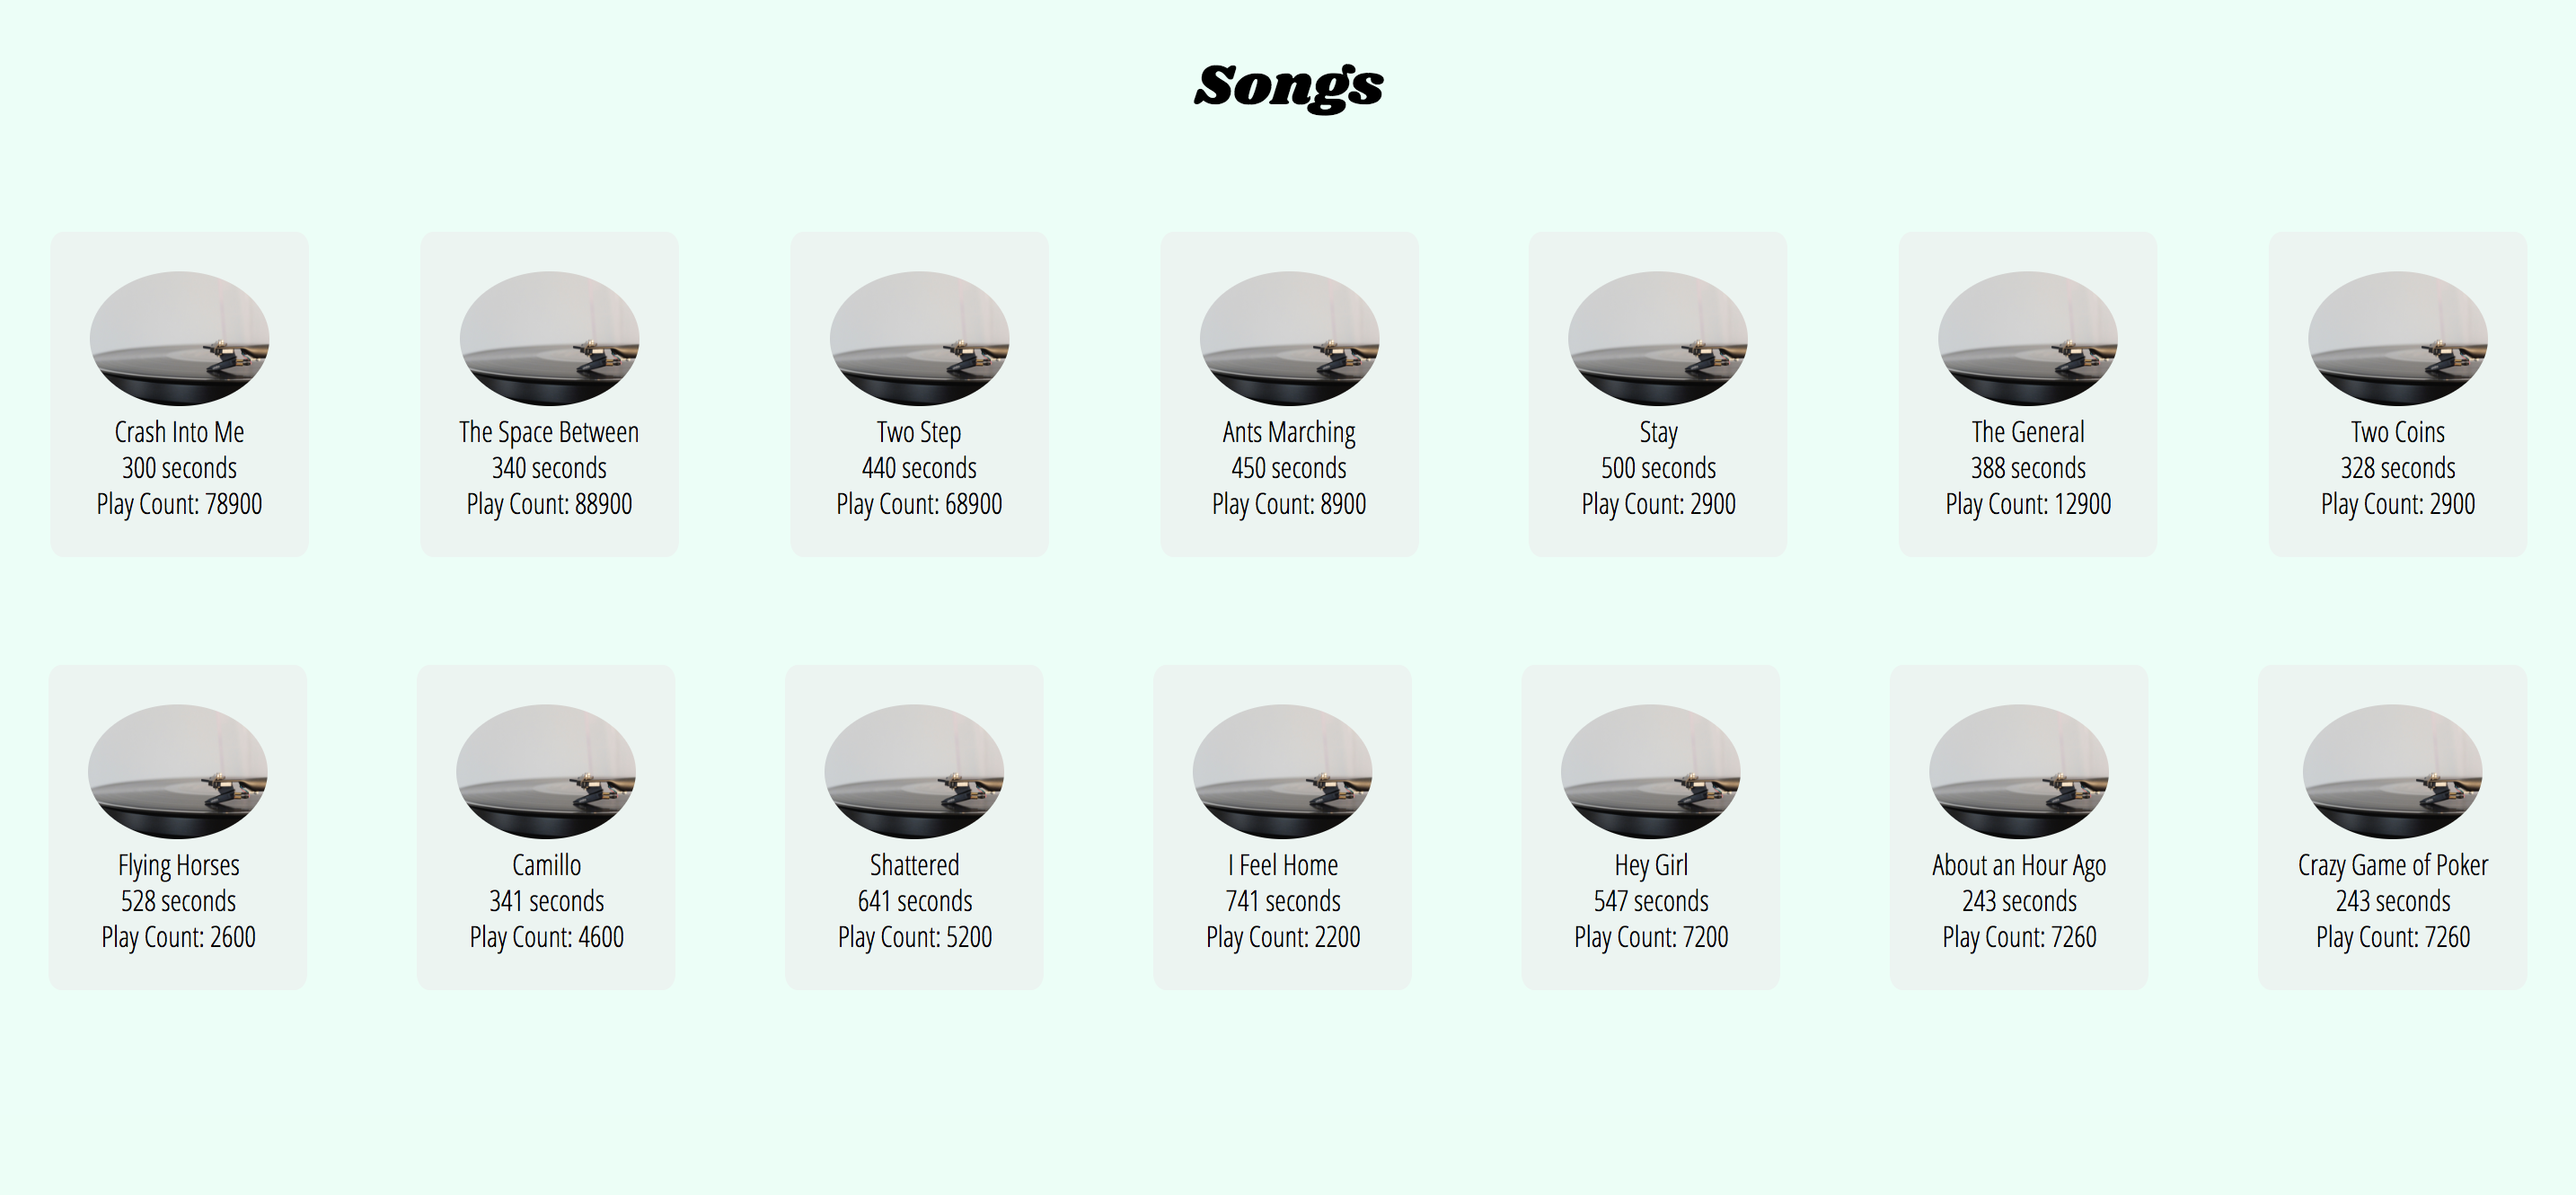 Songs
Crash Into Me
300 seconds
Play Count: 78900
The Space Between
340 seconds
Play Count: 88900
Two Step
440 seconds
Play Count: 68900
Ants Marching
450 seconds
Play Count: 8900
Stay
500 seconds
Play Count: 2900
The General
388 seconds
Play Count: 12900
Two Coins
328 seconds
Play Count: 2900
Flying Horses
528 seconds
Play Count: 2600
Camillo
341 seconds
Play Count: 4600
Shattered
641 seconds
Play Count: 5200
I Feel Home
741 seconds
Play Count: 2200
Hey Girl
547 seconds
Play Count: 7200
About an Hour Ago
243 seconds
Play Count: 7260
Crazy Game of Poker
243 seconds
Play Count: 7260